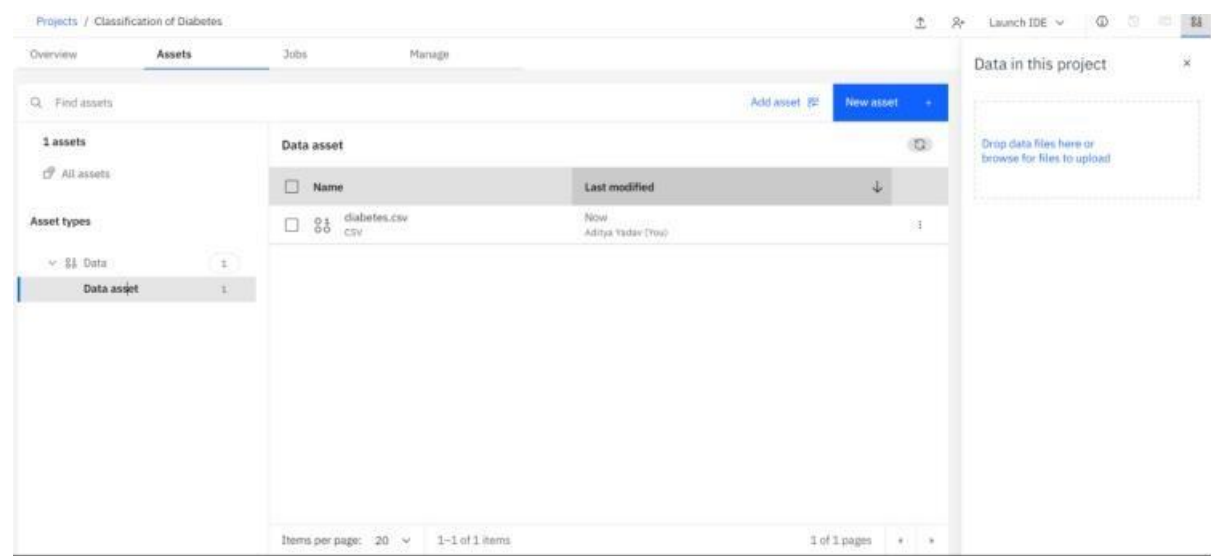 Projects / Classification of Diabetes
Launch IDE
Overview
Assets
Jobs
Manage
Data in this project
Find assets
Add asset
New asset +
Drop data files here or
browse for files to upload
1 assets
All assets
Data asset
Name
Last modified
Asset types
diabetes.csv
CSV
Now
Aditya Yadav (You)
Data 1
Data asset 1
Items per page: 20
1–1 of 1 items
1 of 1 pages